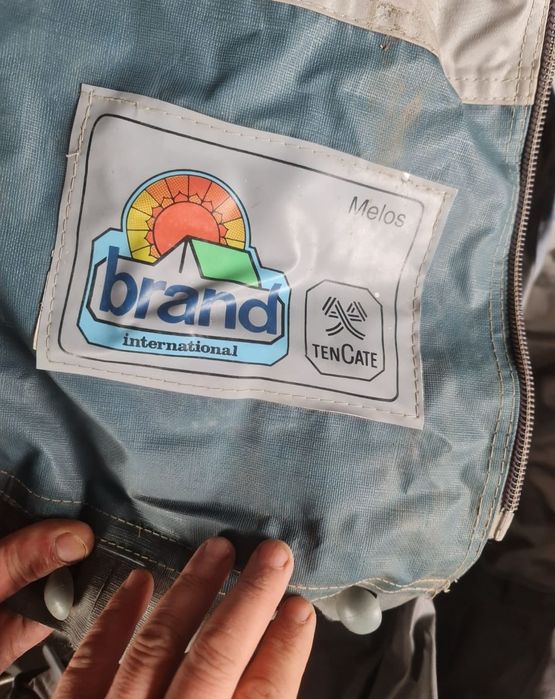 Melos
brand
international
TENCATE